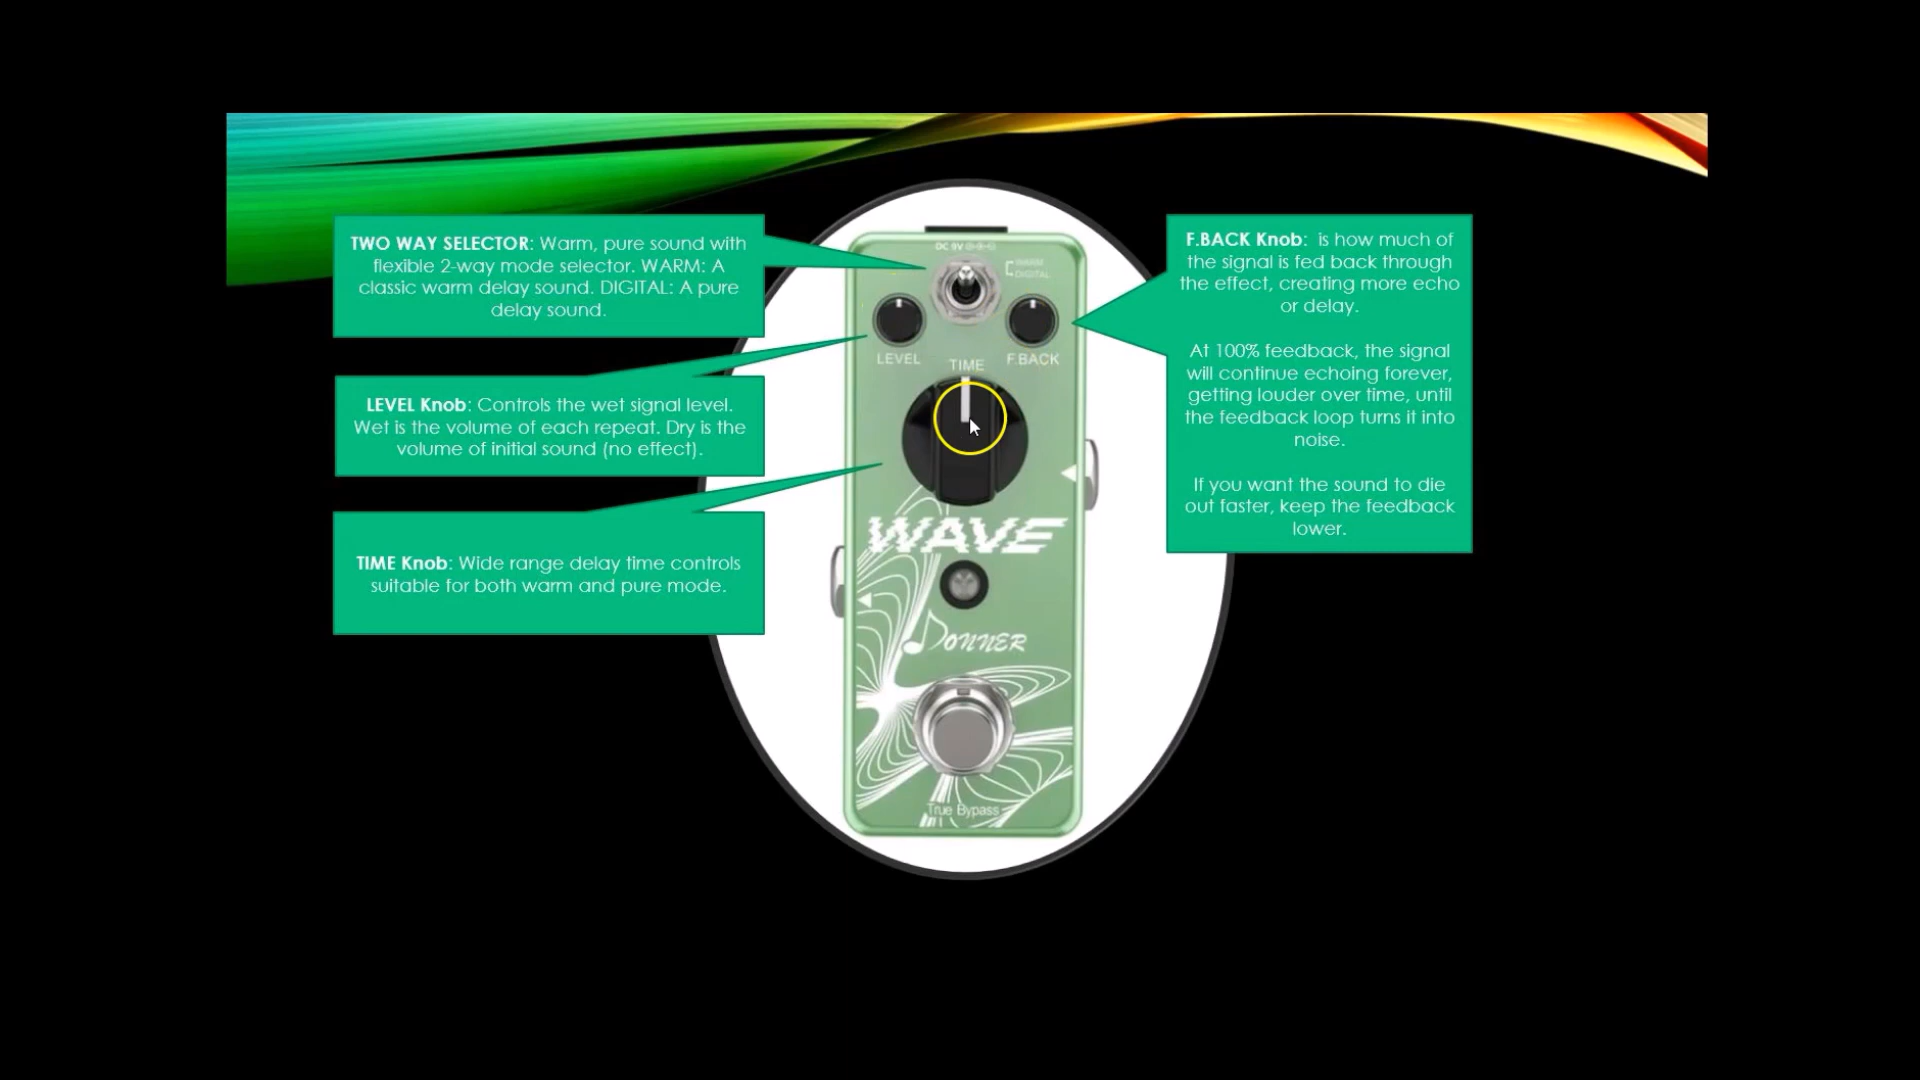 TWO WAY SELECTOR: Warm, pure sound with
flexible 2-way mode selector. WARM: A
classic warm delay sound. DIGITAL: A pure
delay sound.
LEVEL Knob: Controls the wet signal level.
Wet is the volume of each repeat. Dry is the
volume of initial sound (no effect).
TIME Knob: Wide range delay time controls
suitable for both warm and pure mode.
DC 9V
WARM
DIGITAL
LEVEL
TIME
F.BACK
WAVE
DONNER
True Bypass
F.BACK Knob:  is how much of
the signal is fed back through
the effect, creating more echo
or delay.
At 100% feedback, the signal
will continue echoing forever,
getting louder over time, until
the feedback loop turns it into
noise.
If you want the sound to die
out faster, keep the feedback
lower.